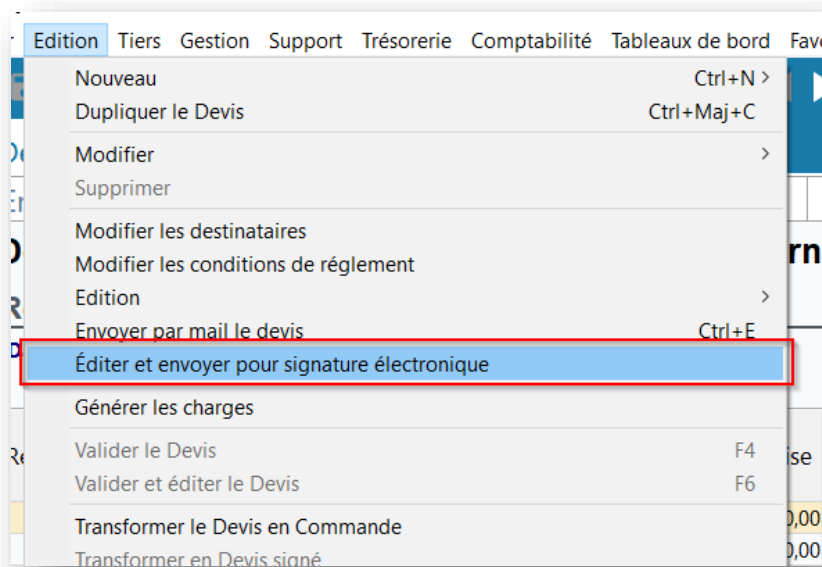 Edition Tiers Gestion Support Trésorerie Comptabilité Tableaux de bord
Nouveau Ctrl+N >
Dupliquer le Devis Ctrl+Maj+C
Modifier >
Supprimer
Modifier les destinataires
Modifier les conditions de réglement
Edition >
Envoyer par mail le devis Ctrl+E
Éditer et envoyer pour signature électronique
Générer les charges
Valider le Devis F4
Valider et éditer le Devis F6
Transformer le Devis en Commande
Transformer en Devis signé